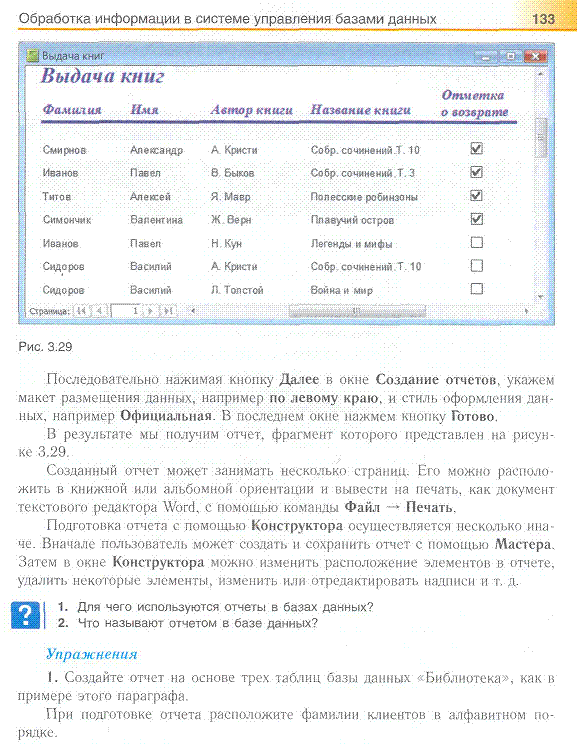 Обработка информации в системе управления базами данных 133
Выдача книг
Выдача книг
Фамилия Имя Автор книги Название книги Отметка о возврате
Смирнов Александр А. Кристи Собр. сочинений. Т. 10
Иванов Павел В. Быков Собр. сочинений. Т. 3
Титов Алексей Я. Мавр Полесские робинзоны
Симончик Валентина Ж. Верн Плавучий остров
Иванов Павел Н. Кун Легенды и мифы
Сидоров Василий А. Кристи Собр. сочинений. Т. 10
Сидоров Василий Л. Толстой Война и мир
Страница: 1
Рис. 3.29
Последовательно нажимая кнопку Далее в окне Создание отчетов, укажем
макет размещения данных, например по левому краю, и стиль оформления дан-
ных, например Официальная. В последнем окне нажмем кнопку Готово.
В результате мы получим отчет, фрагмент которого представлен на рисун-
ке 3.29.
Созданный отчет может занимать несколько страниц. Его можно располо-
жить в книжной или альбомной ориентации и вывести на печать, как документ
текстового редактора Word, с помощью команды Файл → Печать.
Подготовка отчета с помощью Конструктора осуществляется несколько ина-
че. Вначале пользователь может создать и сохранить отчет с помощью Мастера.
Затем в окне Конструктора можно изменить расположение элементов в отчете,
удалить некоторые элементы, изменить или отредактировать надписи и т. д.
? 1. Для чего используются отчеты в базах данных?
2. Что называют отчетом в базе данных?
Упражнения
1. Создайте отчет на основе трех таблиц базы данных «Библиотека», как в
примере этого параграфа.
При подготовке отчета расположите фамилии клиентов в алфавитном по-
рядке.